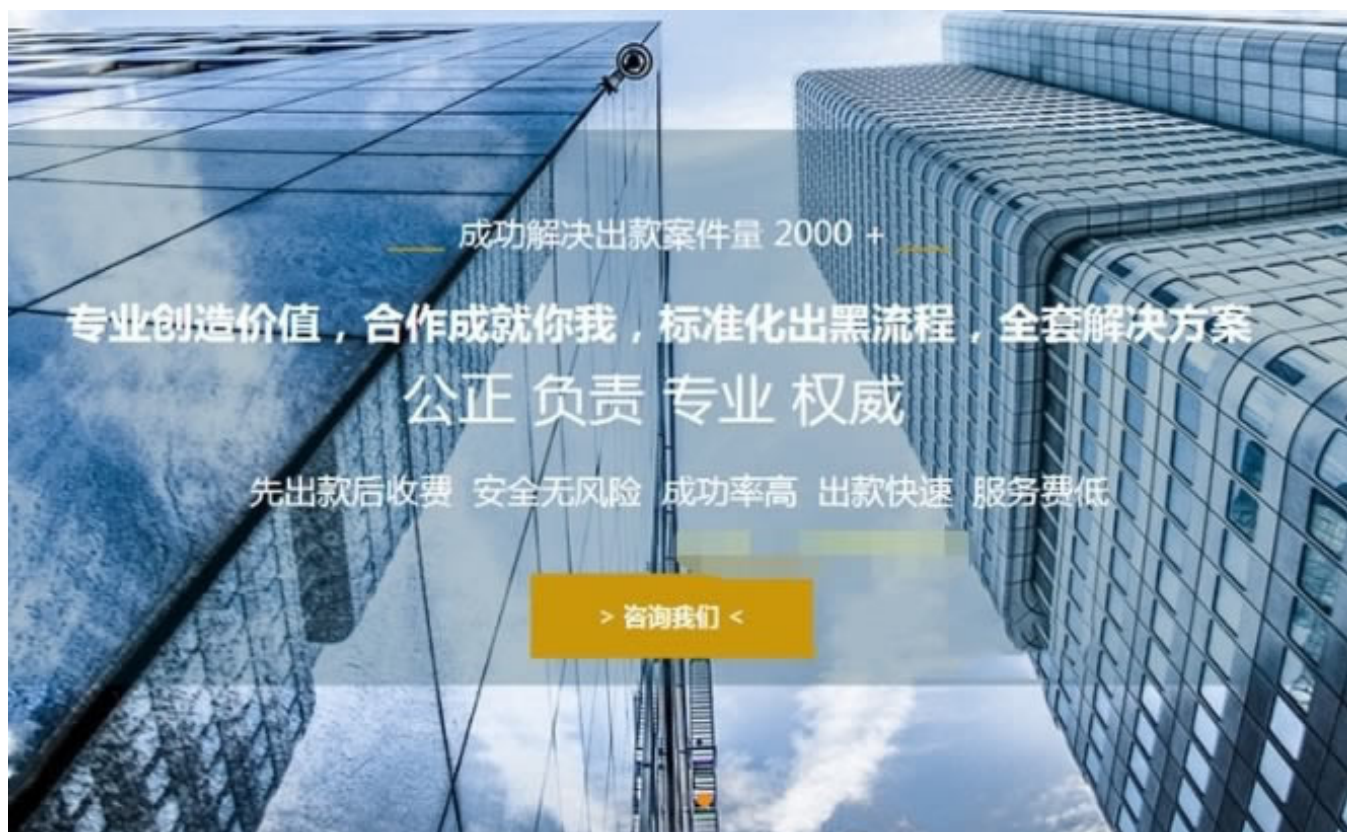 成功解决出款案件量 2000 +
专业创造价值，合作成就你我，标准化出黑流程，全套解决方案
公正 负责 专业 权威
先出款后收费 安全无风险 成功率高 出款快速 服务费低
> 咨询我们 <